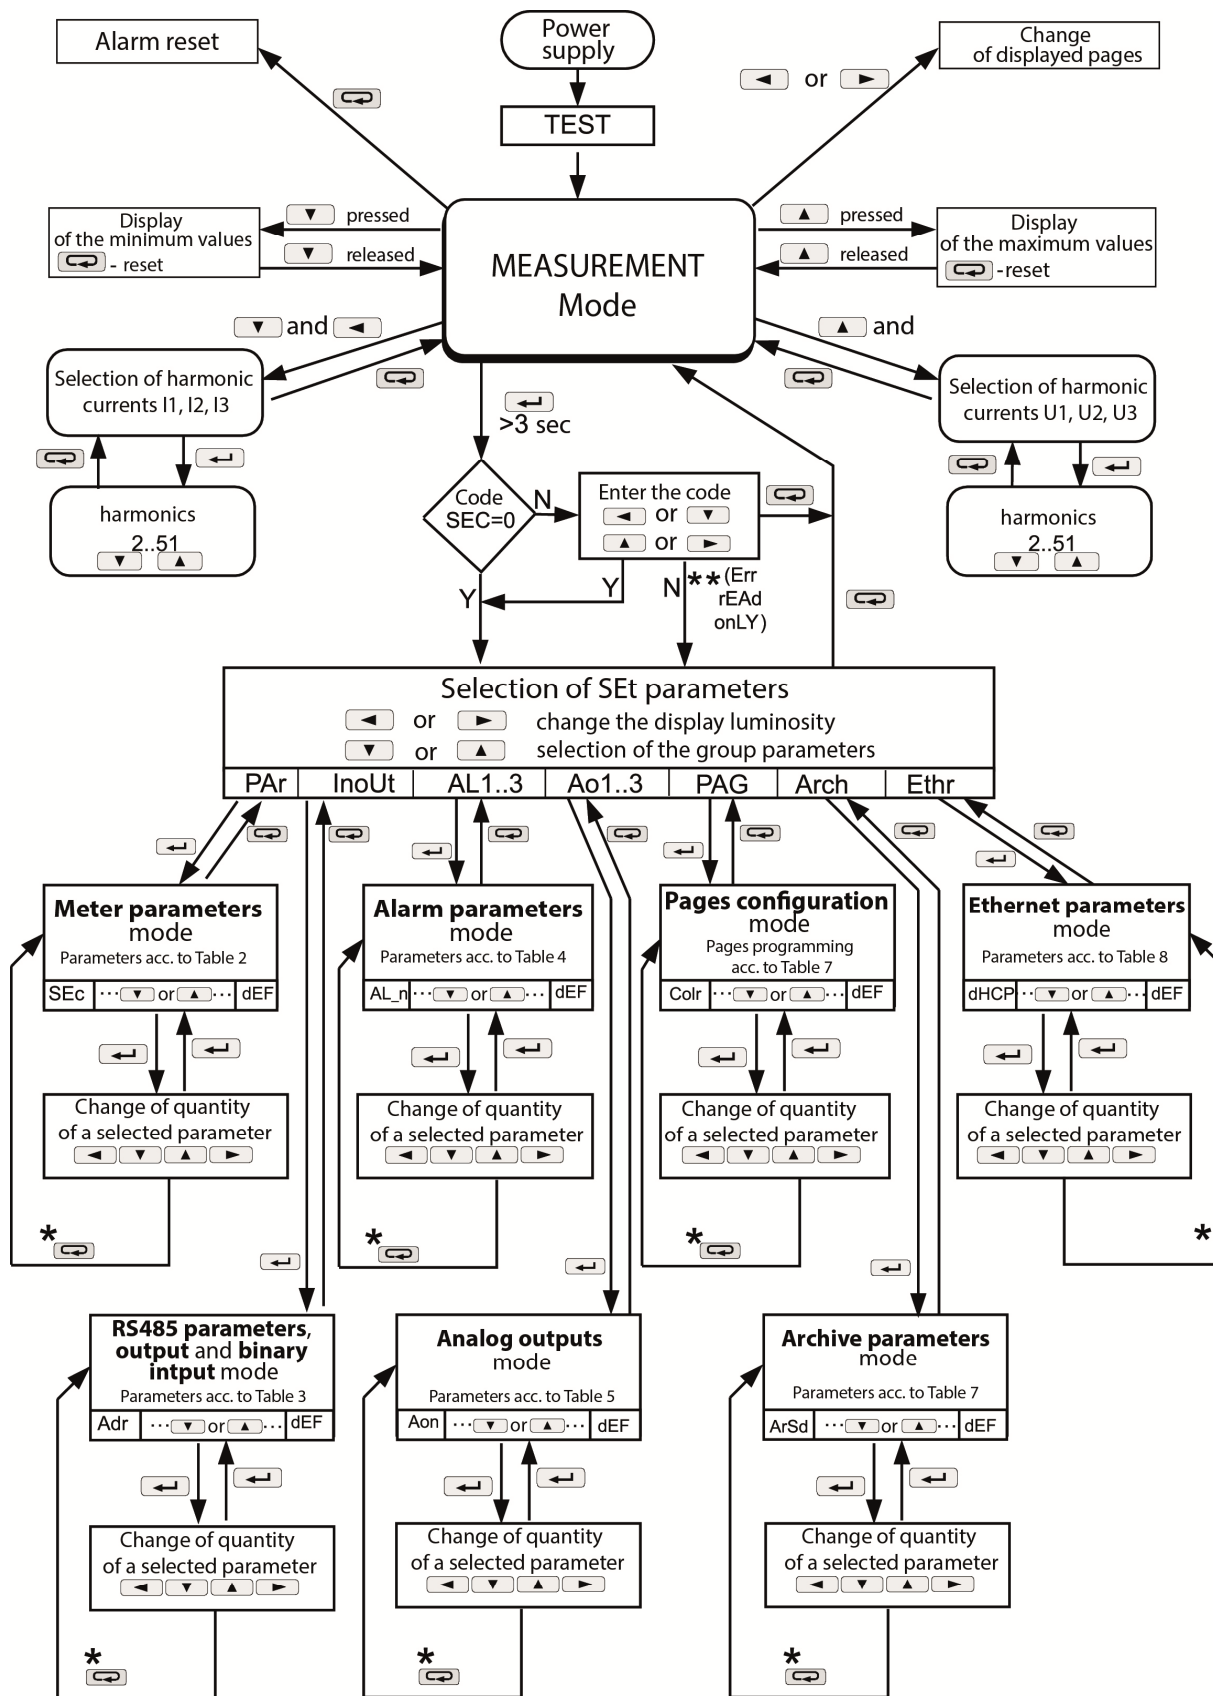 Alarm reset
Power
supply
Change
of displayed pages
◄ or ►
TEST
Display
of the minimum values
- reset
▼ pressed
▼ released
MEASUREMENT
Mode
▲ pressed
▲ released
Display
of the maximum values
-reset
▼ and ◄
▲ and
Selection of harmonic
currents I1, I2, I3
Selection of harmonic
currents U1, U2, U3
>3 sec
harmonics
2..51
▼ ▲
harmonics
2..51
▼ ▲
Code
SEC=0
N
Enter the code
◄ or ▼
▲ or ►
Y
Y
N
**(Err
rEAd
onLY)
Selection of SEt parameters
◄ or ► change the display luminosity
▼ or ▲ selection of the group parameters
PAr InoUt AL1..3 Ao1..3 PAG Arch Ethr
Meter parameters
mode
Parameters acc. to Table 2
SEc ... ▼ or ▲ ... dEF
Alarm parameters
mode
Parameters acc. to Table 4
AL_n ... ▼ or ▲ ... dEF
Pages configuration
mode
Pages programming
acc. to Table 7
Colr ... ▼ or ▲ ... dEF
Ethernet parameters
mode
Parameters acc. to Table 8
dHCP ... ▼ or ▲ ... dEF
Change of quantity
of a selected parameter
◄ ▼ ▲ ►
Change of quantity
of a selected parameter
◄ ▼ ▲ ►
Change of quantity
of a selected parameter
◄ ▼ ▲ ►
Change of quantity
of a selected parameter
◄ ▼ ▲ ►
*
*
*
*
RS485 parameters,
output and binary
intput mode
Parameters acc. to Table 3
Adr ... ▼ or ▲ ... dEF
Analog outputs
mode
Parameters acc. to Table 5
Aon ... ▼ or ▲ ... dEF
Archive parameters
mode
Parameters acc. to Table 7
ArSd ... ▼ or ▲ ... dEF
Change of quantity
of a selected parameter
◄ ▼ ▲ ►
Change of quantity
of a selected parameter
◄ ▼ ▲ ►
Change of quantity
of a selected parameter
◄ ▼ ▲ ►
*
*
*